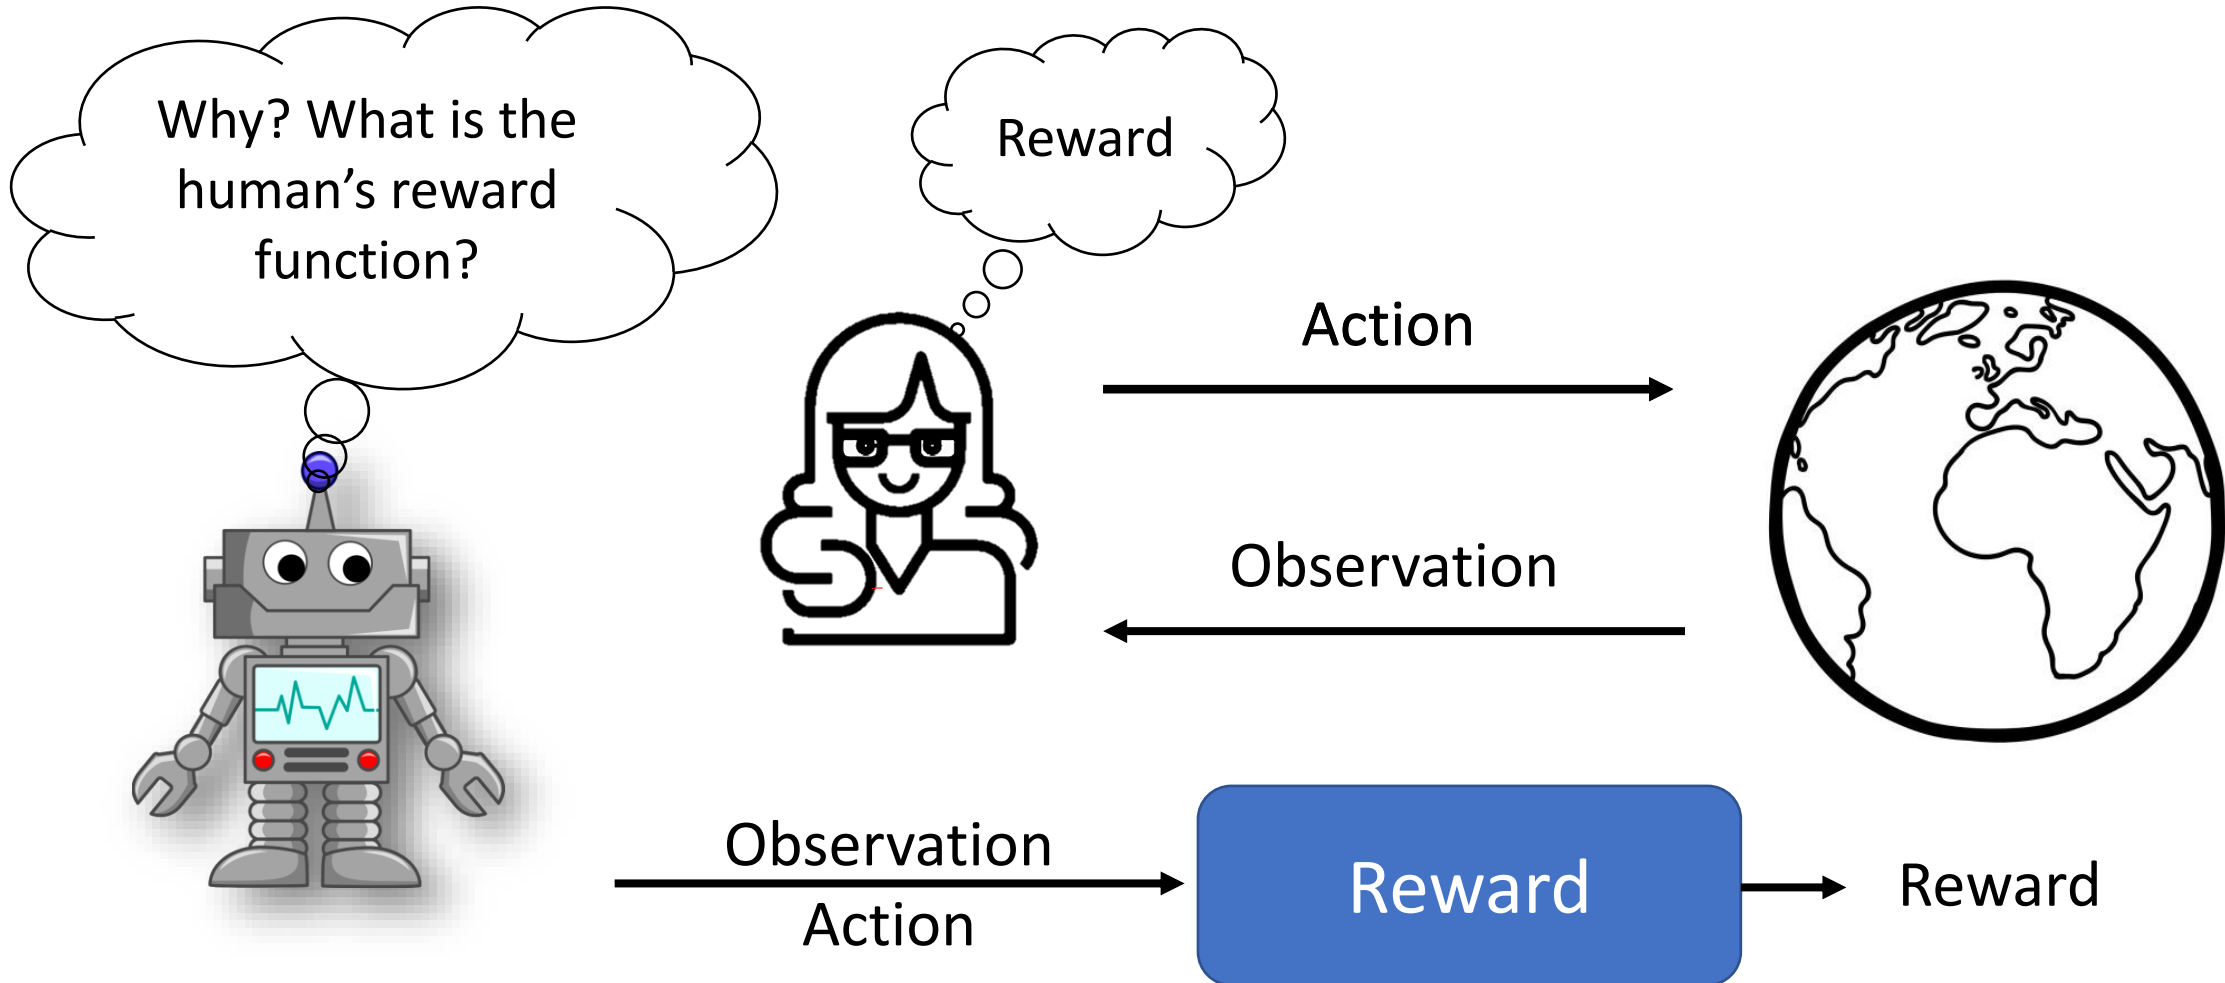 Why? What is the
human’s reward
function?
Reward
Action
Observation
Observation
Action
Reward
Reward